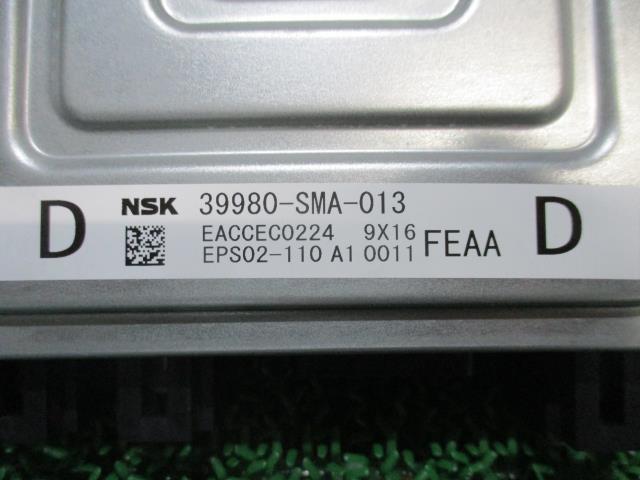 D NSK 39980-SMA-013 D
EACCEC0224 9X16 FEAA
EPS02-110 A1 0011